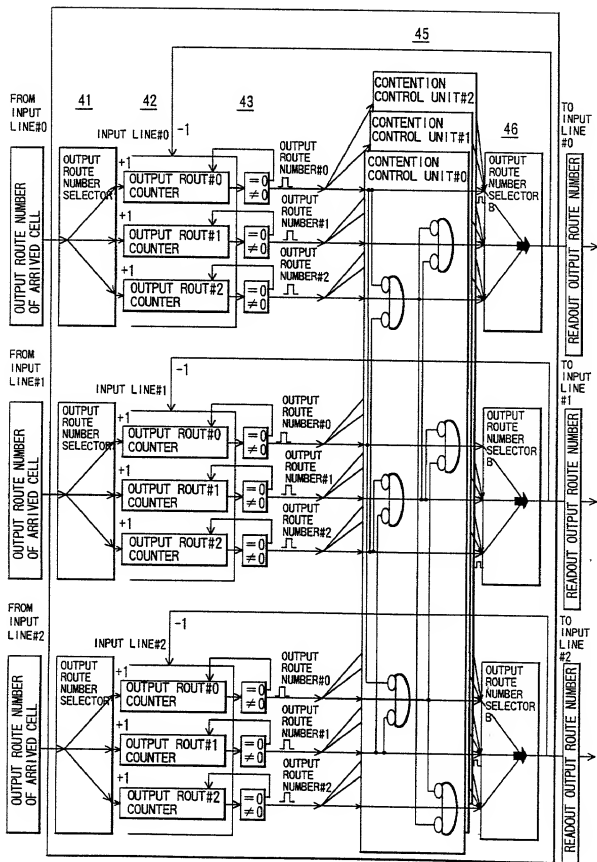 45
CONTENTION
CONTROL UNIT#2
CONTENTION
CONTROL UNIT#1
CONTENTION
CONTROL UNIT#0
FROM
INPUT
LINE#0
41
42
43
46
TO
INPUT
LINE
#0
INPUT LINE#0
-1
OUTPUT ROUTE NUMBER
OF ARRIVED CELL
OUTPUT
ROUTE
NUMBER
SELECTOR
+1
OUTPUT ROUT#0
COUNTER
=0
≠0
OUTPUT
ROUTE
NUMBER#0
+1
OUTPUT ROUT#1
COUNTER
=0
≠0
OUTPUT
ROUTE
NUMBER#1
+1
OUTPUT ROUT#2
COUNTER
=0
≠0
OUTPUT
ROUTE
NUMBER#2
OUTPUT
ROUTE
NUMBER
SELECTOR
B
READOUT OUTPUT ROUTE NUMBER
FROM
INPUT
LINE#1
TO
INPUT
LINE
#1
INPUT LINE#1
-1
OUTPUT ROUTE NUMBER
OF ARRIVED CELL
OUTPUT
ROUTE
NUMBER
SELECTOR
+1
OUTPUT ROUT#0
COUNTER
=0
≠0
OUTPUT
ROUTE
NUMBER#0
+1
OUTPUT ROUT#1
COUNTER
=0
≠0
OUTPUT
ROUTE
NUMBER#1
+1
OUTPUT ROUT#2
COUNTER
=0
≠0
OUTPUT
ROUTE
NUMBER#2
OUTPUT
ROUTE
NUMBER
SELECTOR
B
READOUT OUTPUT ROUTE NUMBER
FROM
INPUT
LINE#2
TO
INPUT
LINE
#2
INPUT LINE#2
-1
OUTPUT ROUTE NUMBER
OF ARRIVED CELL
OUTPUT
ROUTE
NUMBER
SELECTOR
+1
OUTPUT ROUT#0
COUNTER
=0
≠0
OUTPUT
ROUTE
NUMBER#0
+1
OUTPUT ROUT#1
COUNTER
=0
≠0
OUTPUT
ROUTE
NUMBER#1
+1
OUTPUT ROUT#2
COUNTER
=0
≠0
OUTPUT
ROUTE
NUMBER#2
OUTPUT
ROUTE
NUMBER
SELECTOR
B
READOUT OUTPUT ROUTE NUMBER